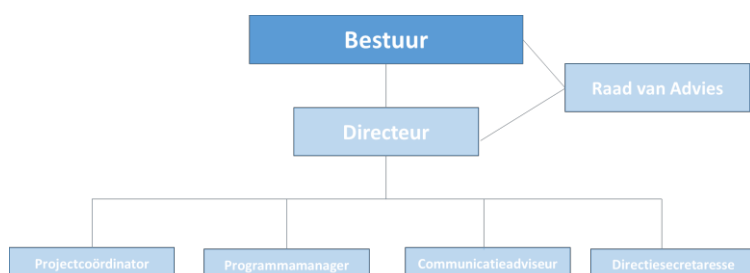 Bestuur
Raad van Advies
Directeur
Projectcoördinator
Programmamanager
Communicatieadviseur
Directiesecretaresse